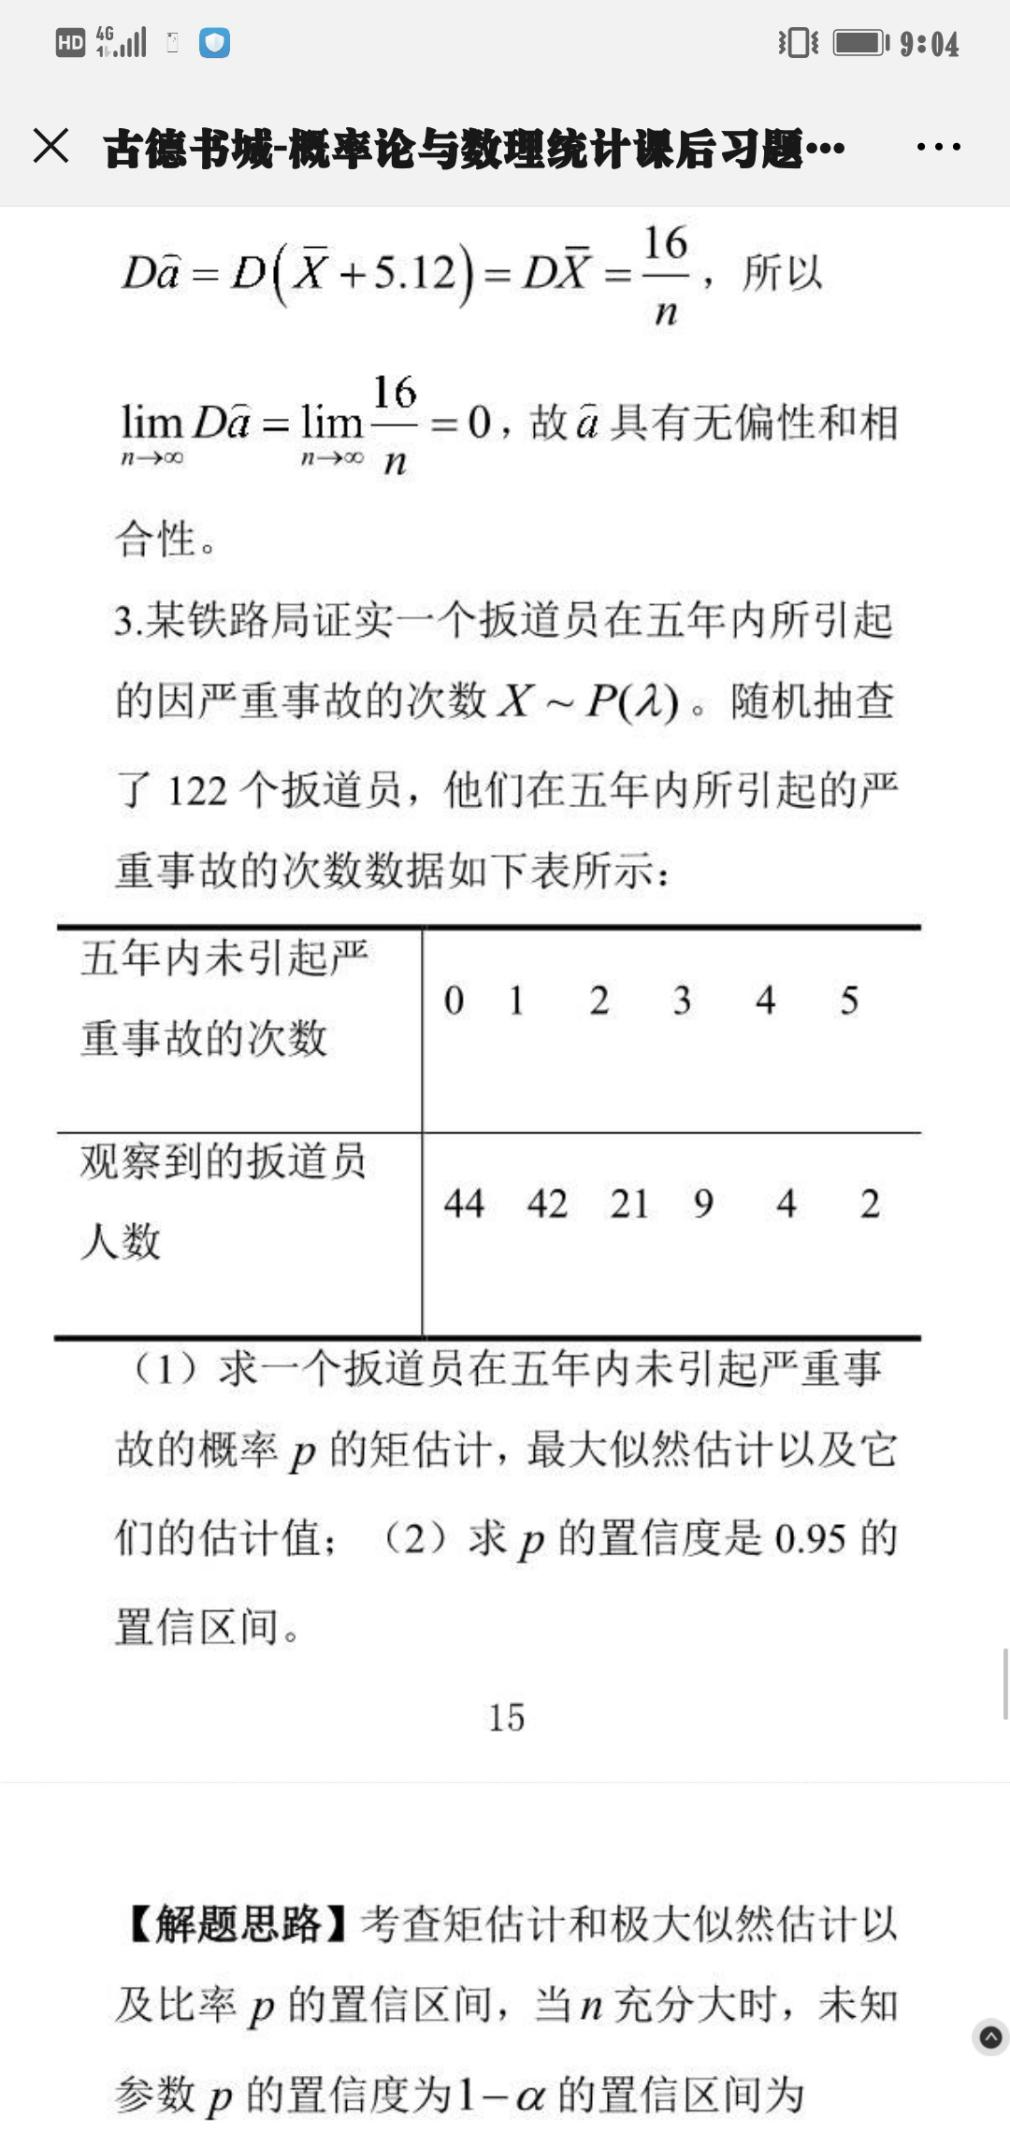 HD 4G 9:04
古德书城-概率论与数理统计课后习题…
Dâ = D(X̄ + 5.12) = DX̄ = 16/n，所以
lim n→∞ Dâ = lim n→∞ 16/n = 0，故 â 具有无偏性和相
合性。
3.某铁路局证实一个扳道员在五年内所引起
的因严重事故的次数 X ~ P(λ)。随机抽查
了 122 个扳道员，他们在五年内所引起的严
重事故的次数数据如下表所示：
五年内未引起严
重事故的次数
0 1 2 3 4 5
观察到的扳道员
人数
44 42 21 9 4 2
（1）求一个扳道员在五年内未引起严重事
故的概率 p 的矩估计，最大似然估计以及它
们的估计值；（2）求 p 的置信度是 0.95 的
置信区间。
15
【解题思路】考查矩估计和极大似然估计以
及比率 p 的置信区间，当 n 充分大时，未知
参数 p 的置信度为1−α 的置信区间为